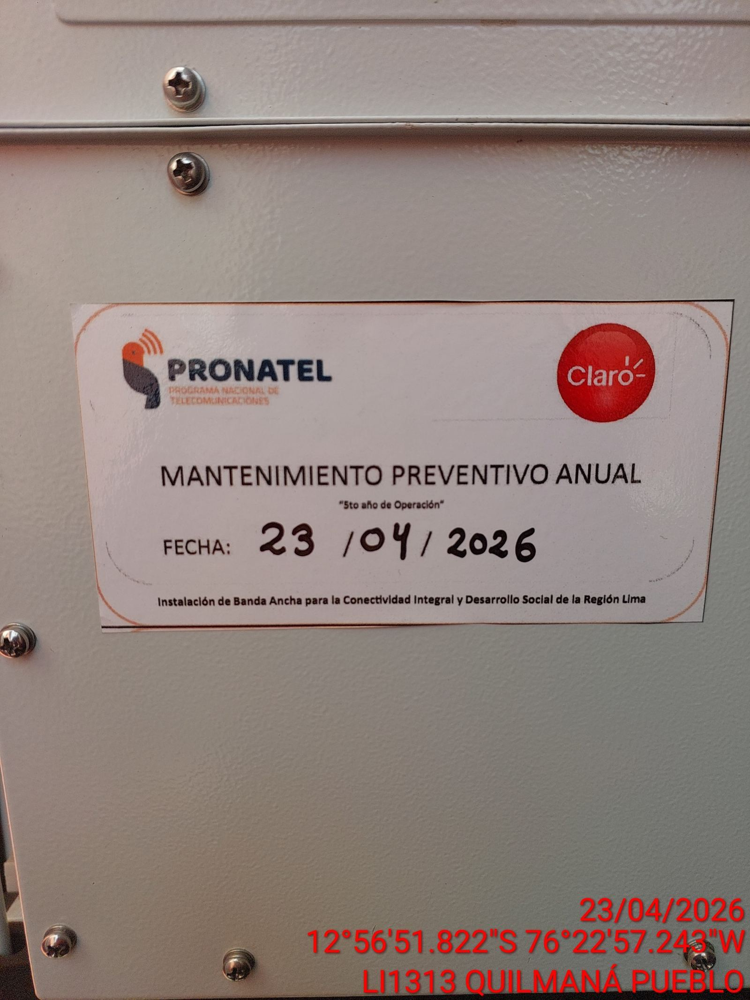 PRONATEL
PROGRAMA NACIONAL DE
TELECOMUNICACIONES
Claro
MANTENIMIENTO PREVENTIVO ANUAL
"5to año de Operación"
FECHA: 23 / 04 / 2026
Instalación de Banda Ancha para la Conectividad Integral y Desarrollo Social de la Región Lima
23/04/2026
12°56'51.822"S 76°22'57.243"W
LI1313 QUILMANÁ PUEBLO